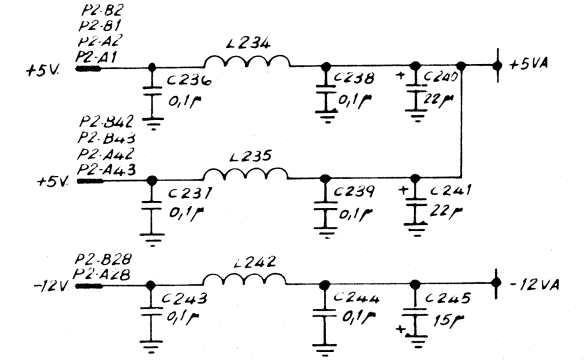 P2-B2
P2-B1
P2-A2
P2-A1
L234
+5V
C236
0,1µ
C238
0,1µ
+
C240
22µ
+5VA
P2-B42
P2-B43
P2-A42
P2-A43
L235
+5V
C237
0,1µ
C239
0,1µ
+
C241
22µ
P2-B28
P2-A28
L242
-12V
C243
0,1µ
C244
0,1µ
C245
15µ
+
-12VA